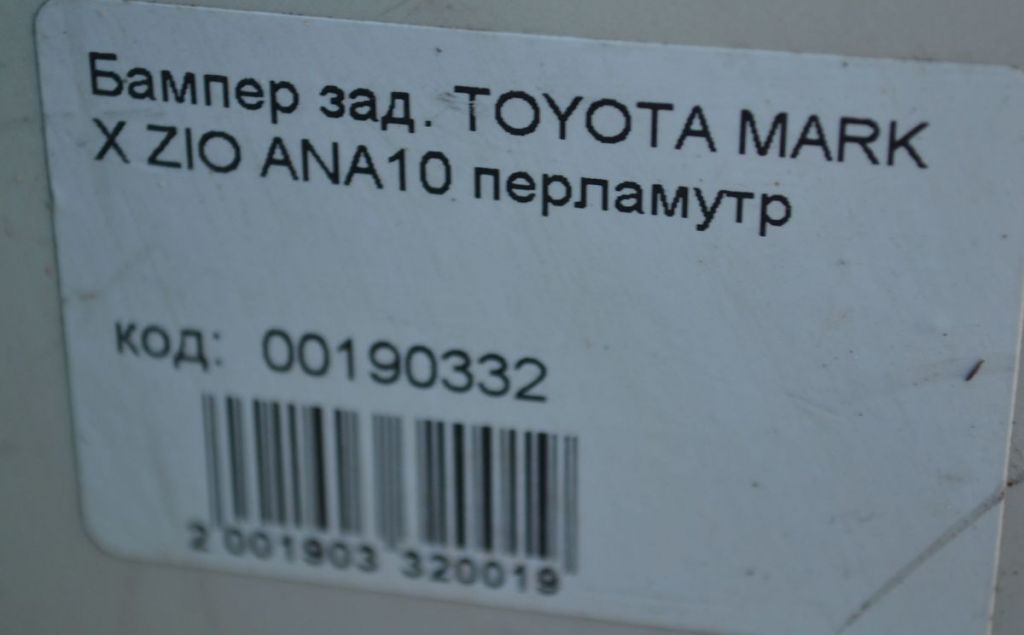 Бампер зад. TOYOTA MARK
X ZIO ANA10 перламутр
код: 00190332
2 001903 320019